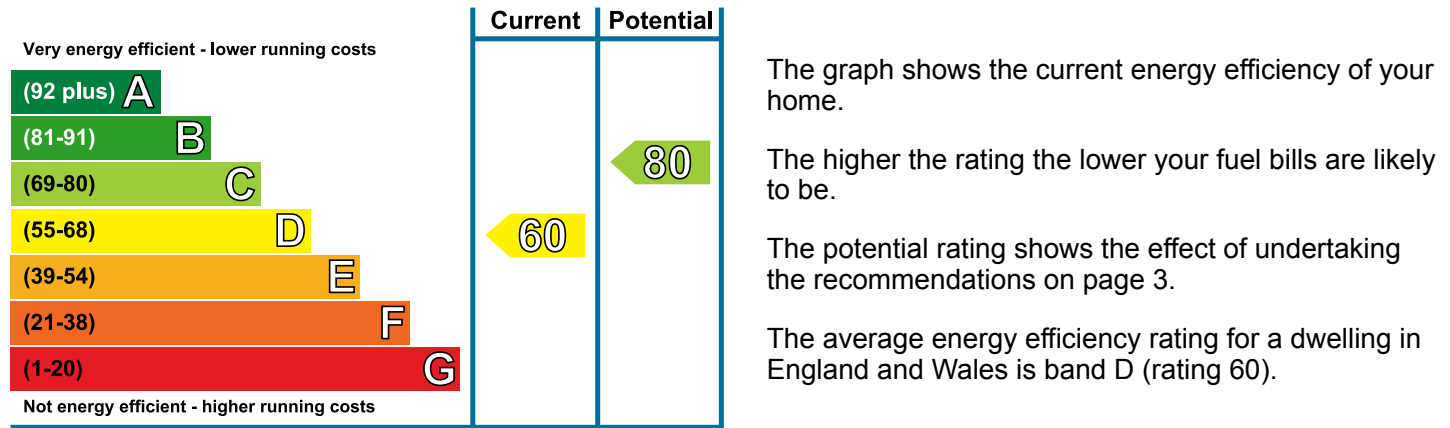 Current Potential
Very energy efficient - lower running costs
(92 plus) A
(81-91) B
(69-80) C
80
(55-68) D
60
(39-54) E
(21-38) F
(1-20) G
Not energy efficient - higher running costs
The graph shows the current energy efficiency of your
home.
The higher the rating the lower your fuel bills are likely
to be.
The potential rating shows the effect of undertaking
the recommendations on page 3.
The average energy efficiency rating for a dwelling in
England and Wales is band D (rating 60).